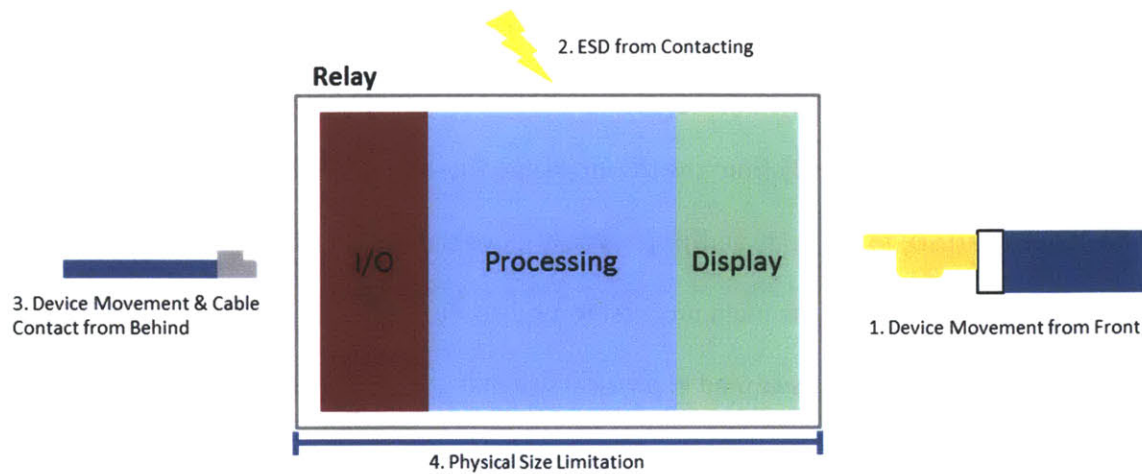 2. ESD from Contacting
Relay
I/O
Processing
Display
3. Device Movement & Cable
Contact from Behind
1. Device Movement from Front
4. Physical Size Limitation